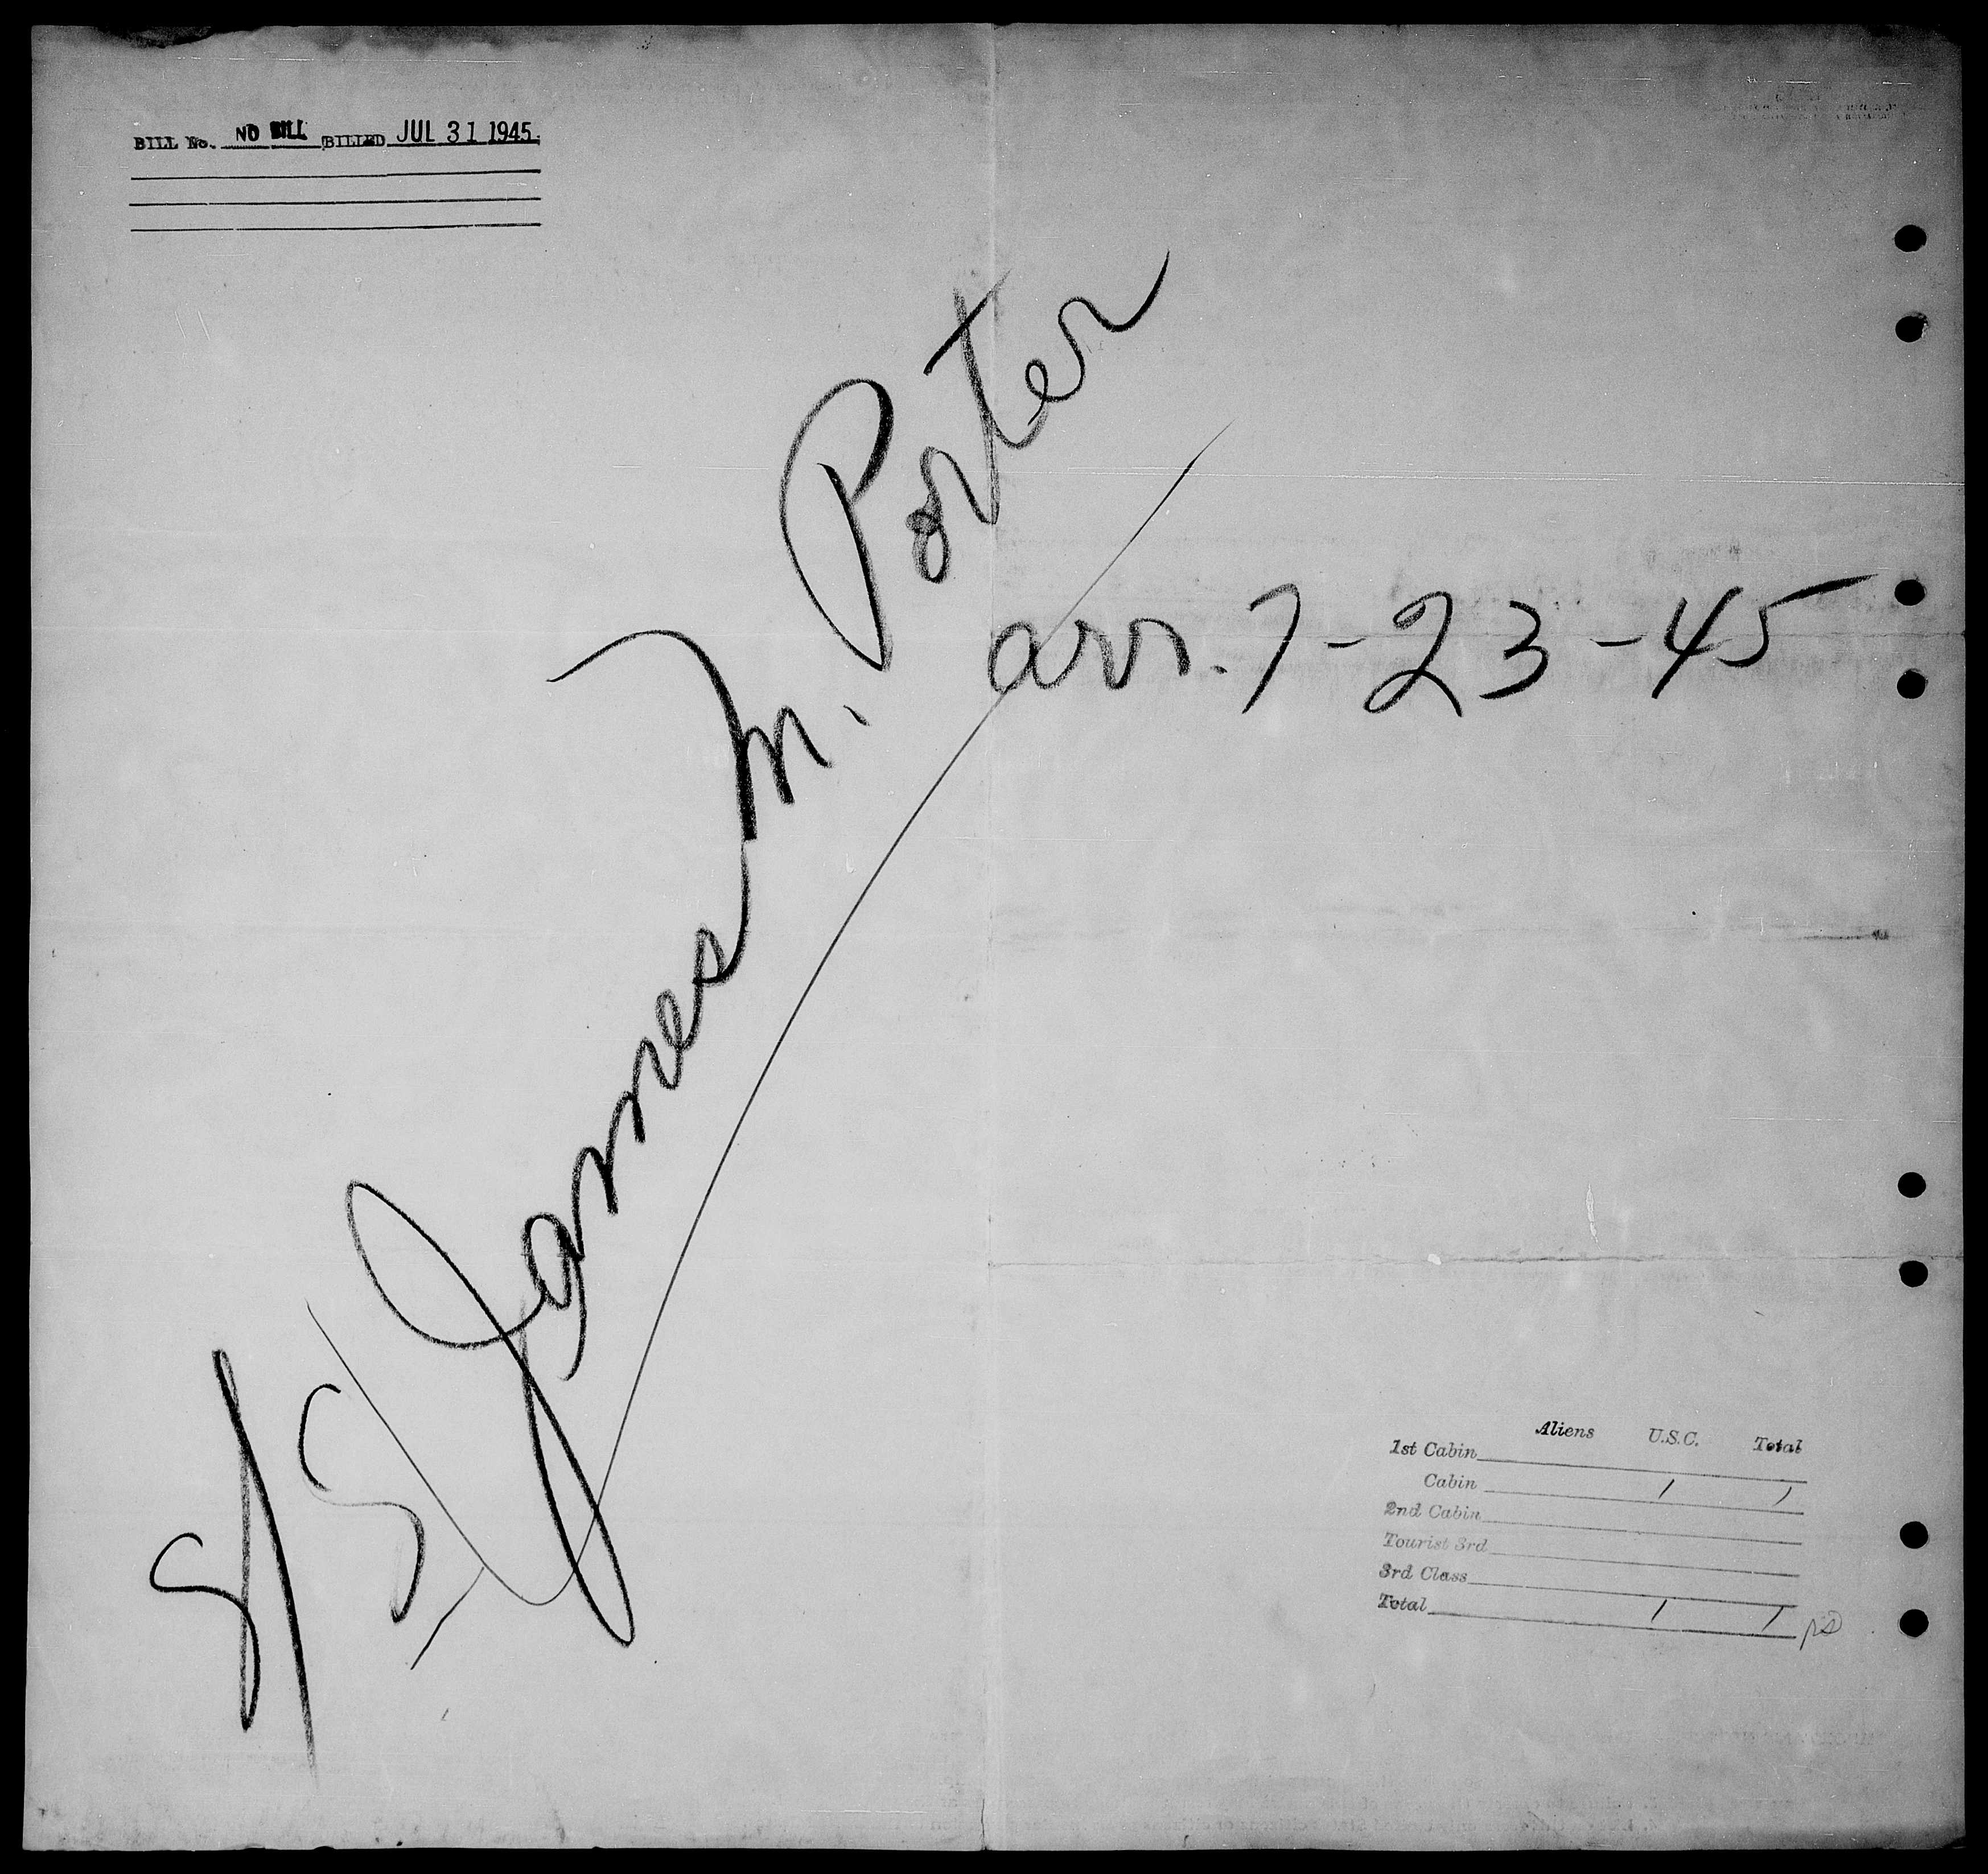 BILL No. NO BILL BILLED JUL 31 1945
S/S James M. Porter
arr. 7-23-45
Aliens U.S.C. Total
1st Cabin
Cabin 1 1
2nd Cabin
Tourist 3rd
3rd Class
Total 1 1